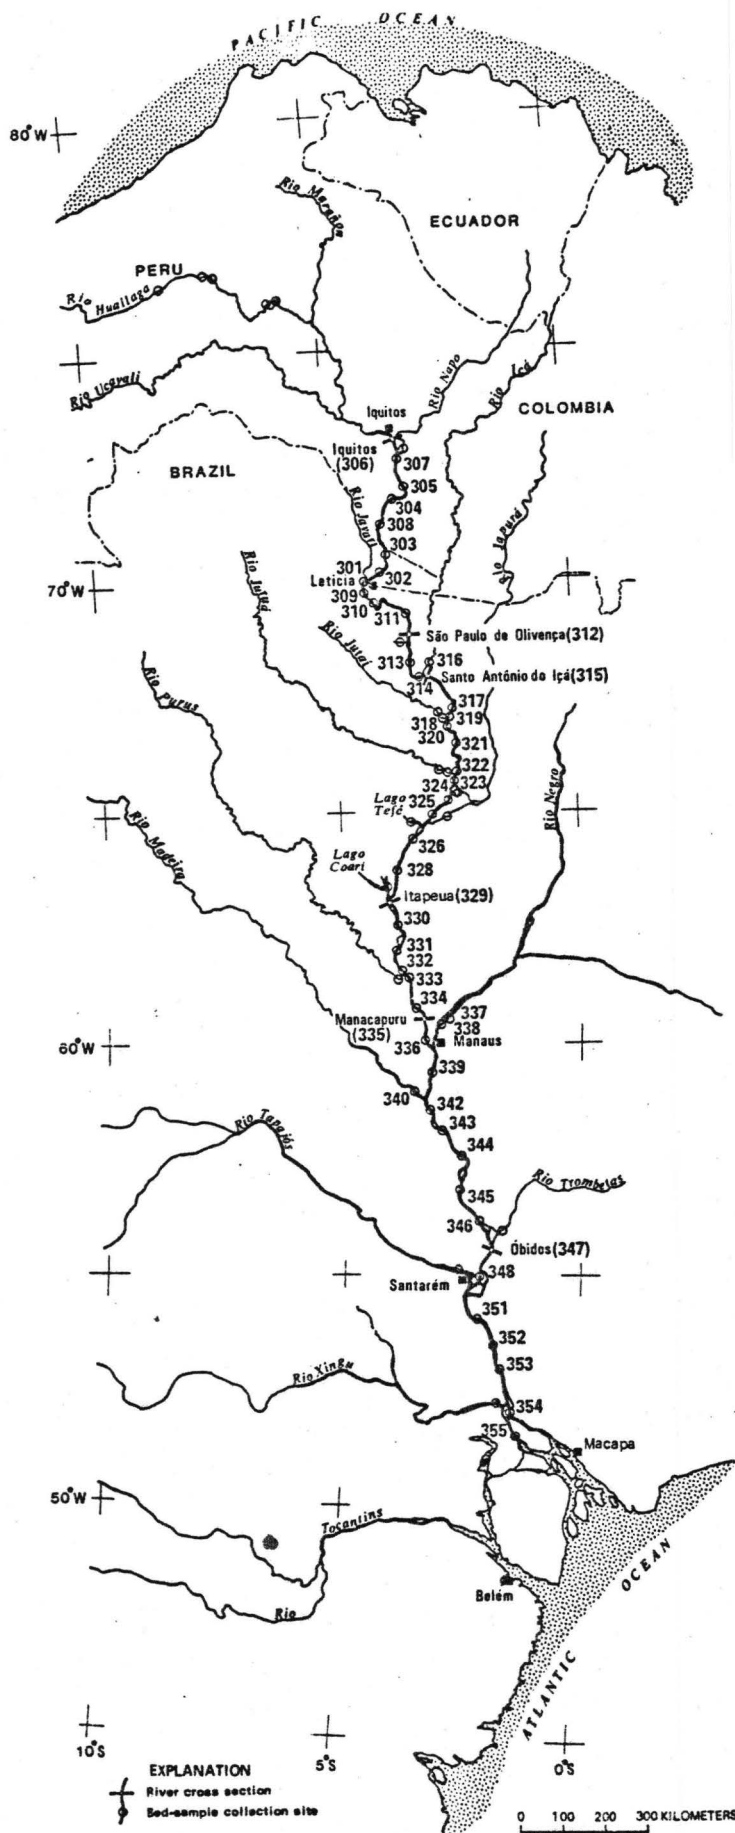 PACIFIC OCEAN
80°W
Rio Marañon
ECUADOR
PERU
Rio Huallaga
Rio Ucayali
Rio Napo
Rio Içá
Iquitos
COLOMBIA
Iquitos
(306)
307
BRAZIL
305
304
Rio Javari
308
Rio Japurá
303
301
302
Rio Juruá
70°W
Leticia
309
310
311
São Paulo de Olivença(312)
Rio Jutaí
313
316
314
Santo Antônio do Içá(315)
Rio Purus
317
318
319
320
321
322
323
324
Rio Negro
Lago
Tefé
325
Rio Madeira
326
Lago
Coari
328
Itapeua(329)
330
331
332
333
334
337
Manacapuru
(335)
338
336
Manaus
60°W
339
340
342
Rio Tapajós
343
344
345
Rio Trombetas
346
Óbidos(347)
348
Santarém
351
352
353
Rio Xingu
354
355
Macapa
50°W
Tocantins
Rio
Belém
ATLANTIC OCEAN
10°S
5°S
0°S
EXPLANATION
River cross section
Bed-sample collection site
0 100 200 300 KILOMETERS